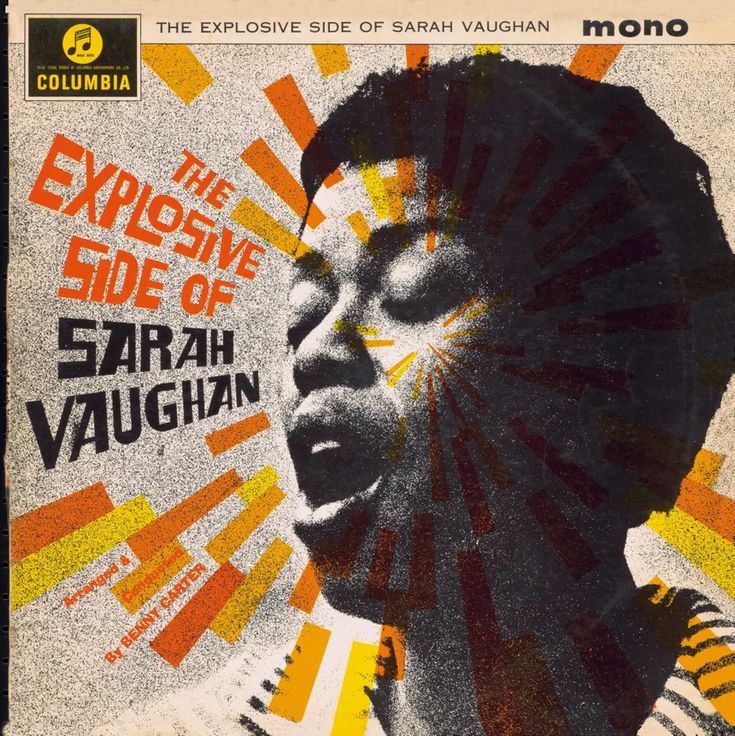 THE EXPLOSIVE SIDE OF SARAH VAUGHAN
mono
COLUMBIA
THE
EXPLOSIVE
SIDE OF
SARAH
VAUGHAN
Arranged &
Conducted
By BENNY CARTER